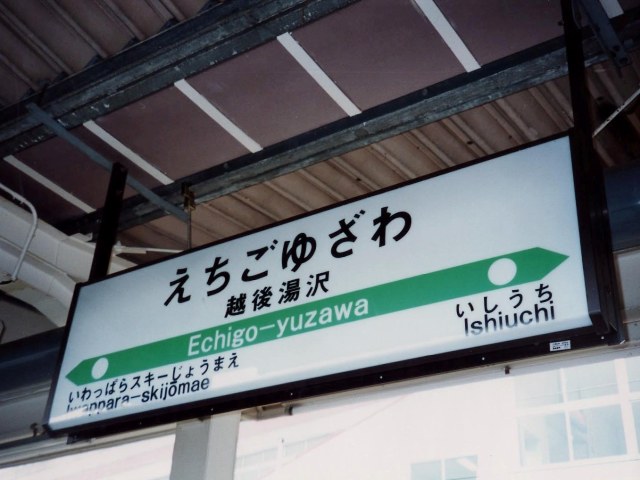 えちごゆざわ
越後湯沢
Echigo-yuzawa
いわっぱらスキーじょうまえ
Iwappara-skijōmae
いしうち
Ishiuchi